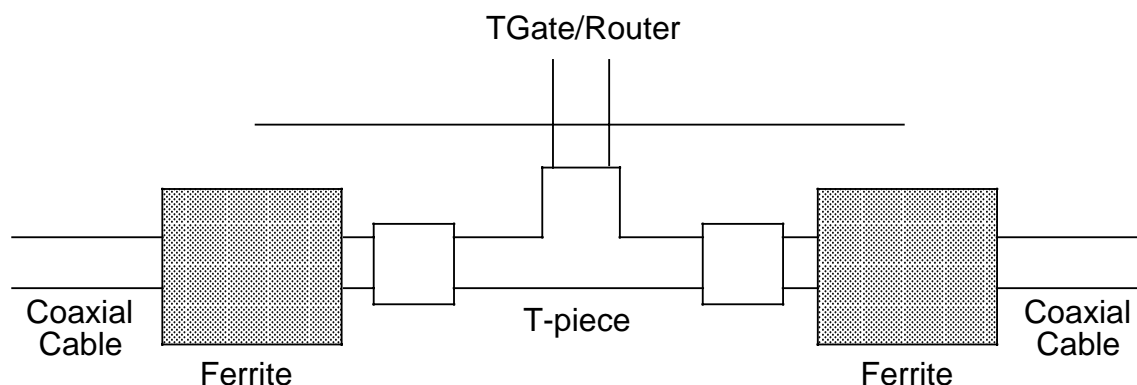 TGate/Router
Coaxial
Cable
Ferrite
T-piece
Ferrite
Coaxial
Cable